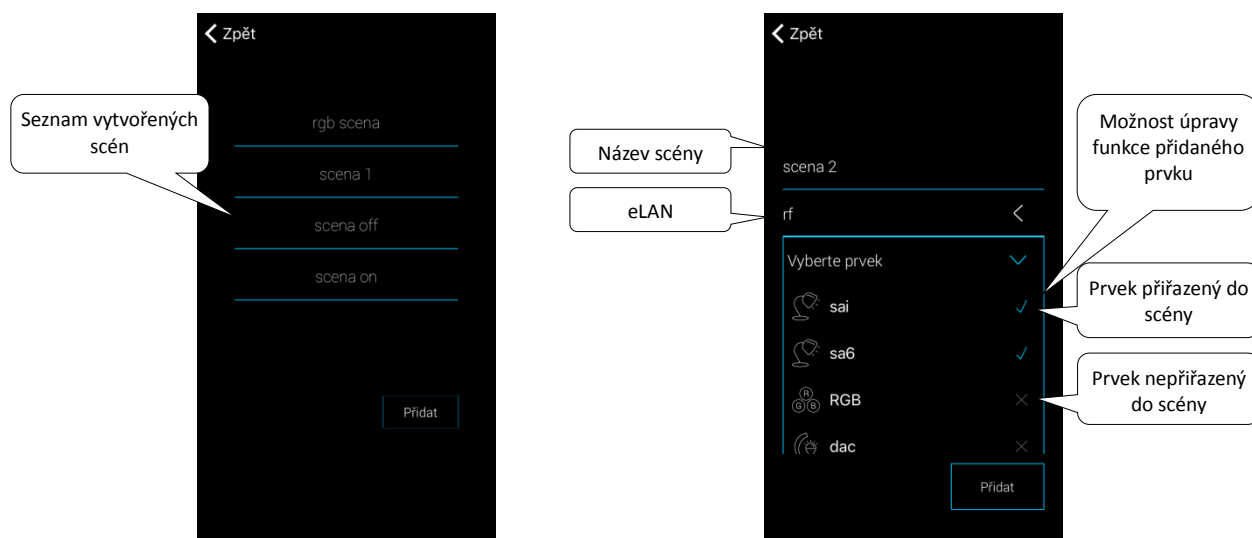 Zpět
Seznam vytvořených
scén
rgb scena
scena 1
scena off
scena on
Přidat
Zpět
Název scény
eLAN
scena 2
rf
Vyberte prvek
sai
sa6
R
G B
RGB
dac
Přidat
Možnost úpravy
funkce přidaného
prvku
Prvek přiřazený do
scény
Prvek nepřiřazený
do scény